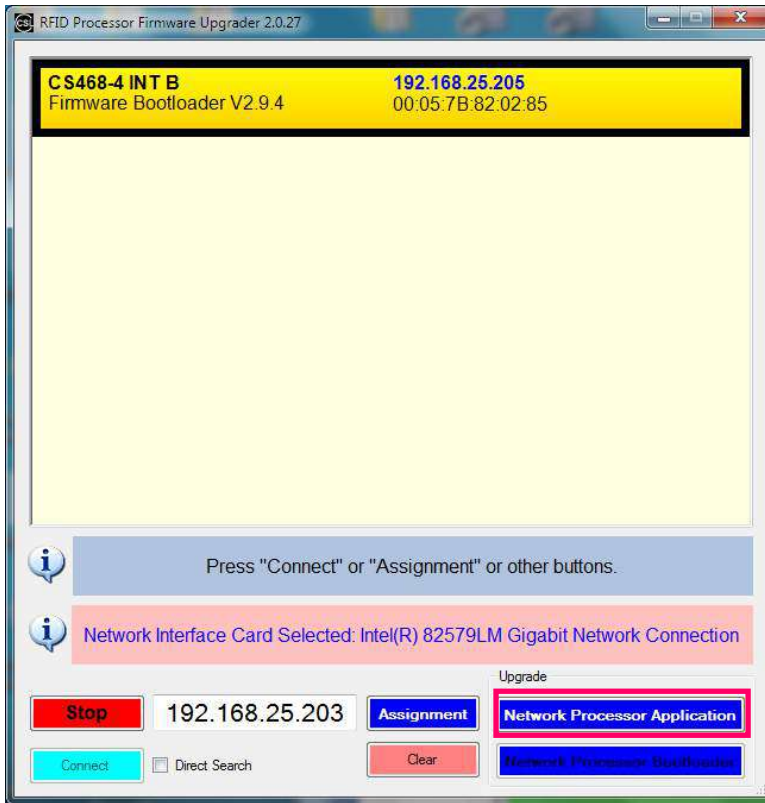 CSL RFID Processor Firmware Upgrader 2.0.27
CS468-4 INT B 192.168.25.205
Firmware Bootloader V2.9.4 00:05:7B:82:02:85
Press "Connect" or "Assignment" or other buttons.
Network Interface Card Selected: Intel(R) 82579LM Gigabit Network Connection
Upgrade
Stop 192.168.25.203 Assignment Network Processor Application
Connect Direct Search Clear Network Processor Bootloader